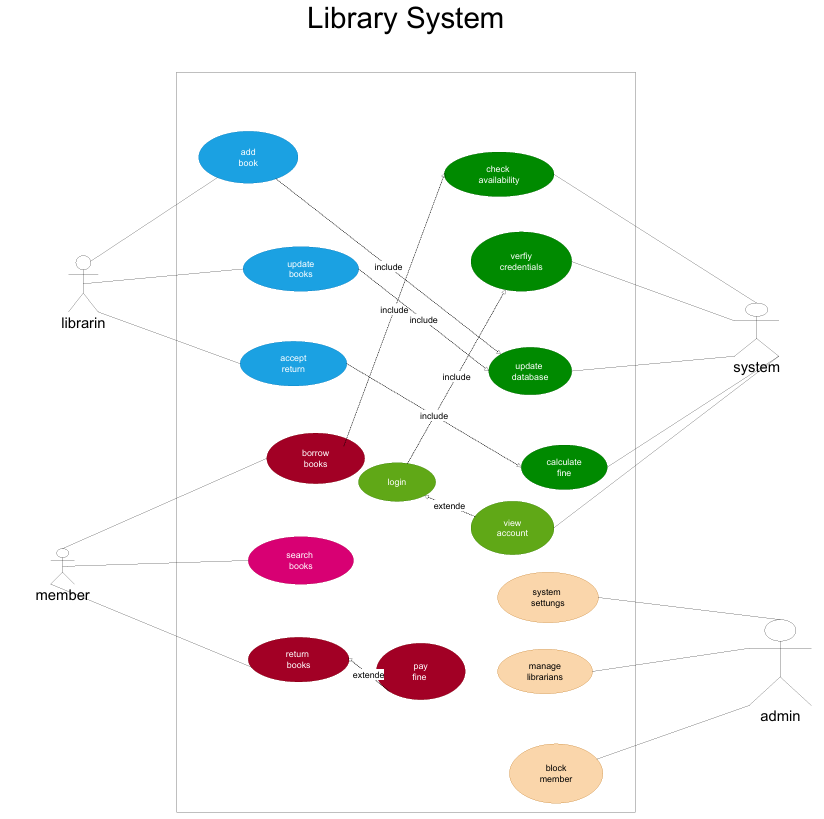 Library System
add
book
check
availability
verfiy
credentials
update
books
include
include
include
librarin
accept
return
update
database
system
include
include
borrow
books
login
calculate
fine
extende
view
account
search
books
member
system
settungs
return
books
extende
pay
fine
manage
librarians
admin
block
member